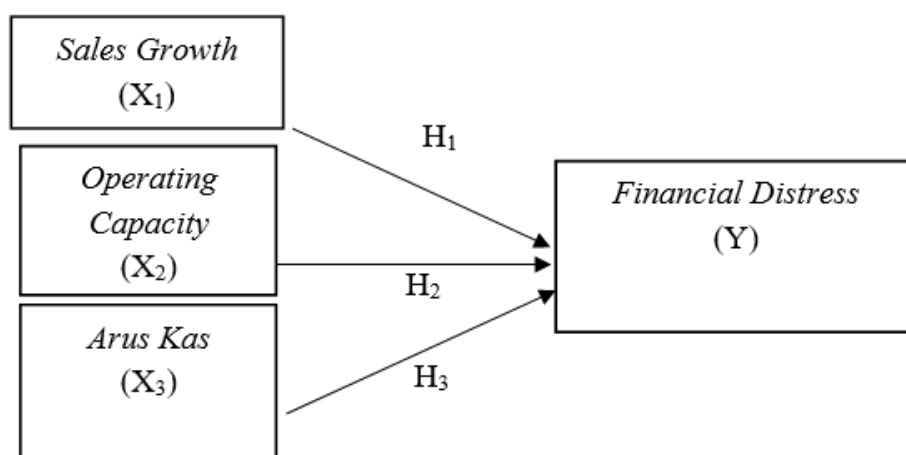 Sales Growth
(X₁)
H₁
Operating
Capacity
(X₂)
Financial Distress
(Y)
H₂
Arus Kas
(X₃)
H₃